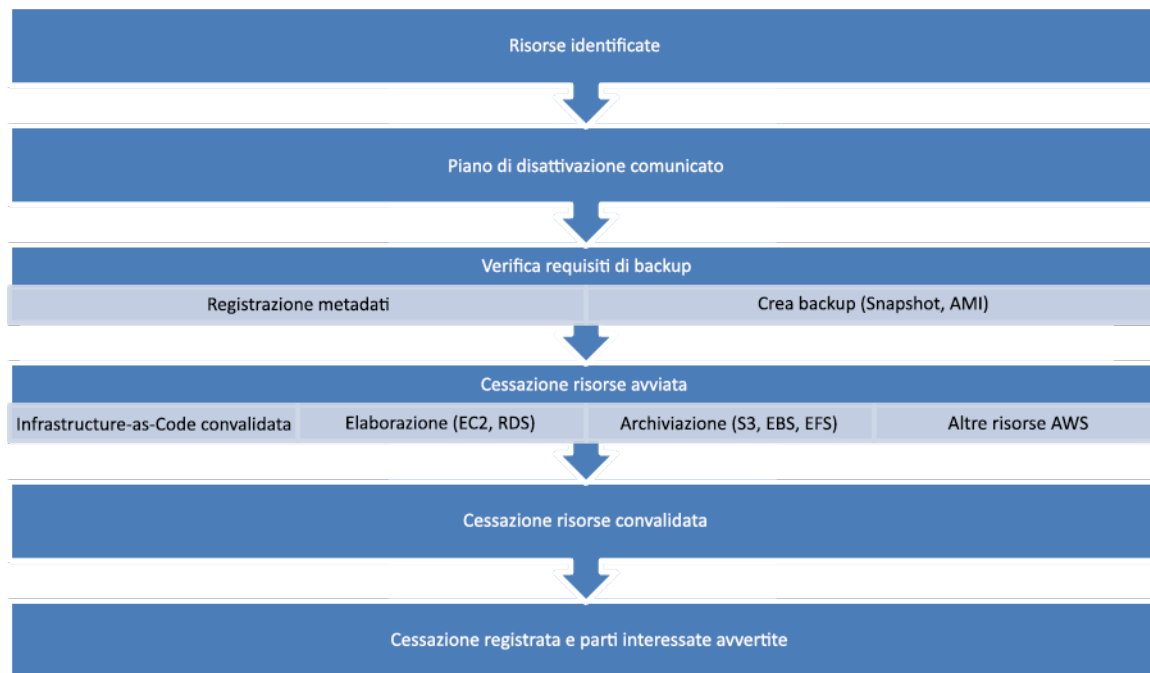 Risorse identificate
Piano di disattivazione comunicato
Verifica requisiti di backup
Registrazione metadati
Crea backup (Snapshot, AMI)
Cessazione risorse avviata
Infrastructure-as-Code convalidata
Elaborazione (EC2, RDS)
Archiviazione (S3, EBS, EFS)
Altre risorse AWS
Cessazione risorse convalidata
Cessazione registrata e parti interessate avvertite